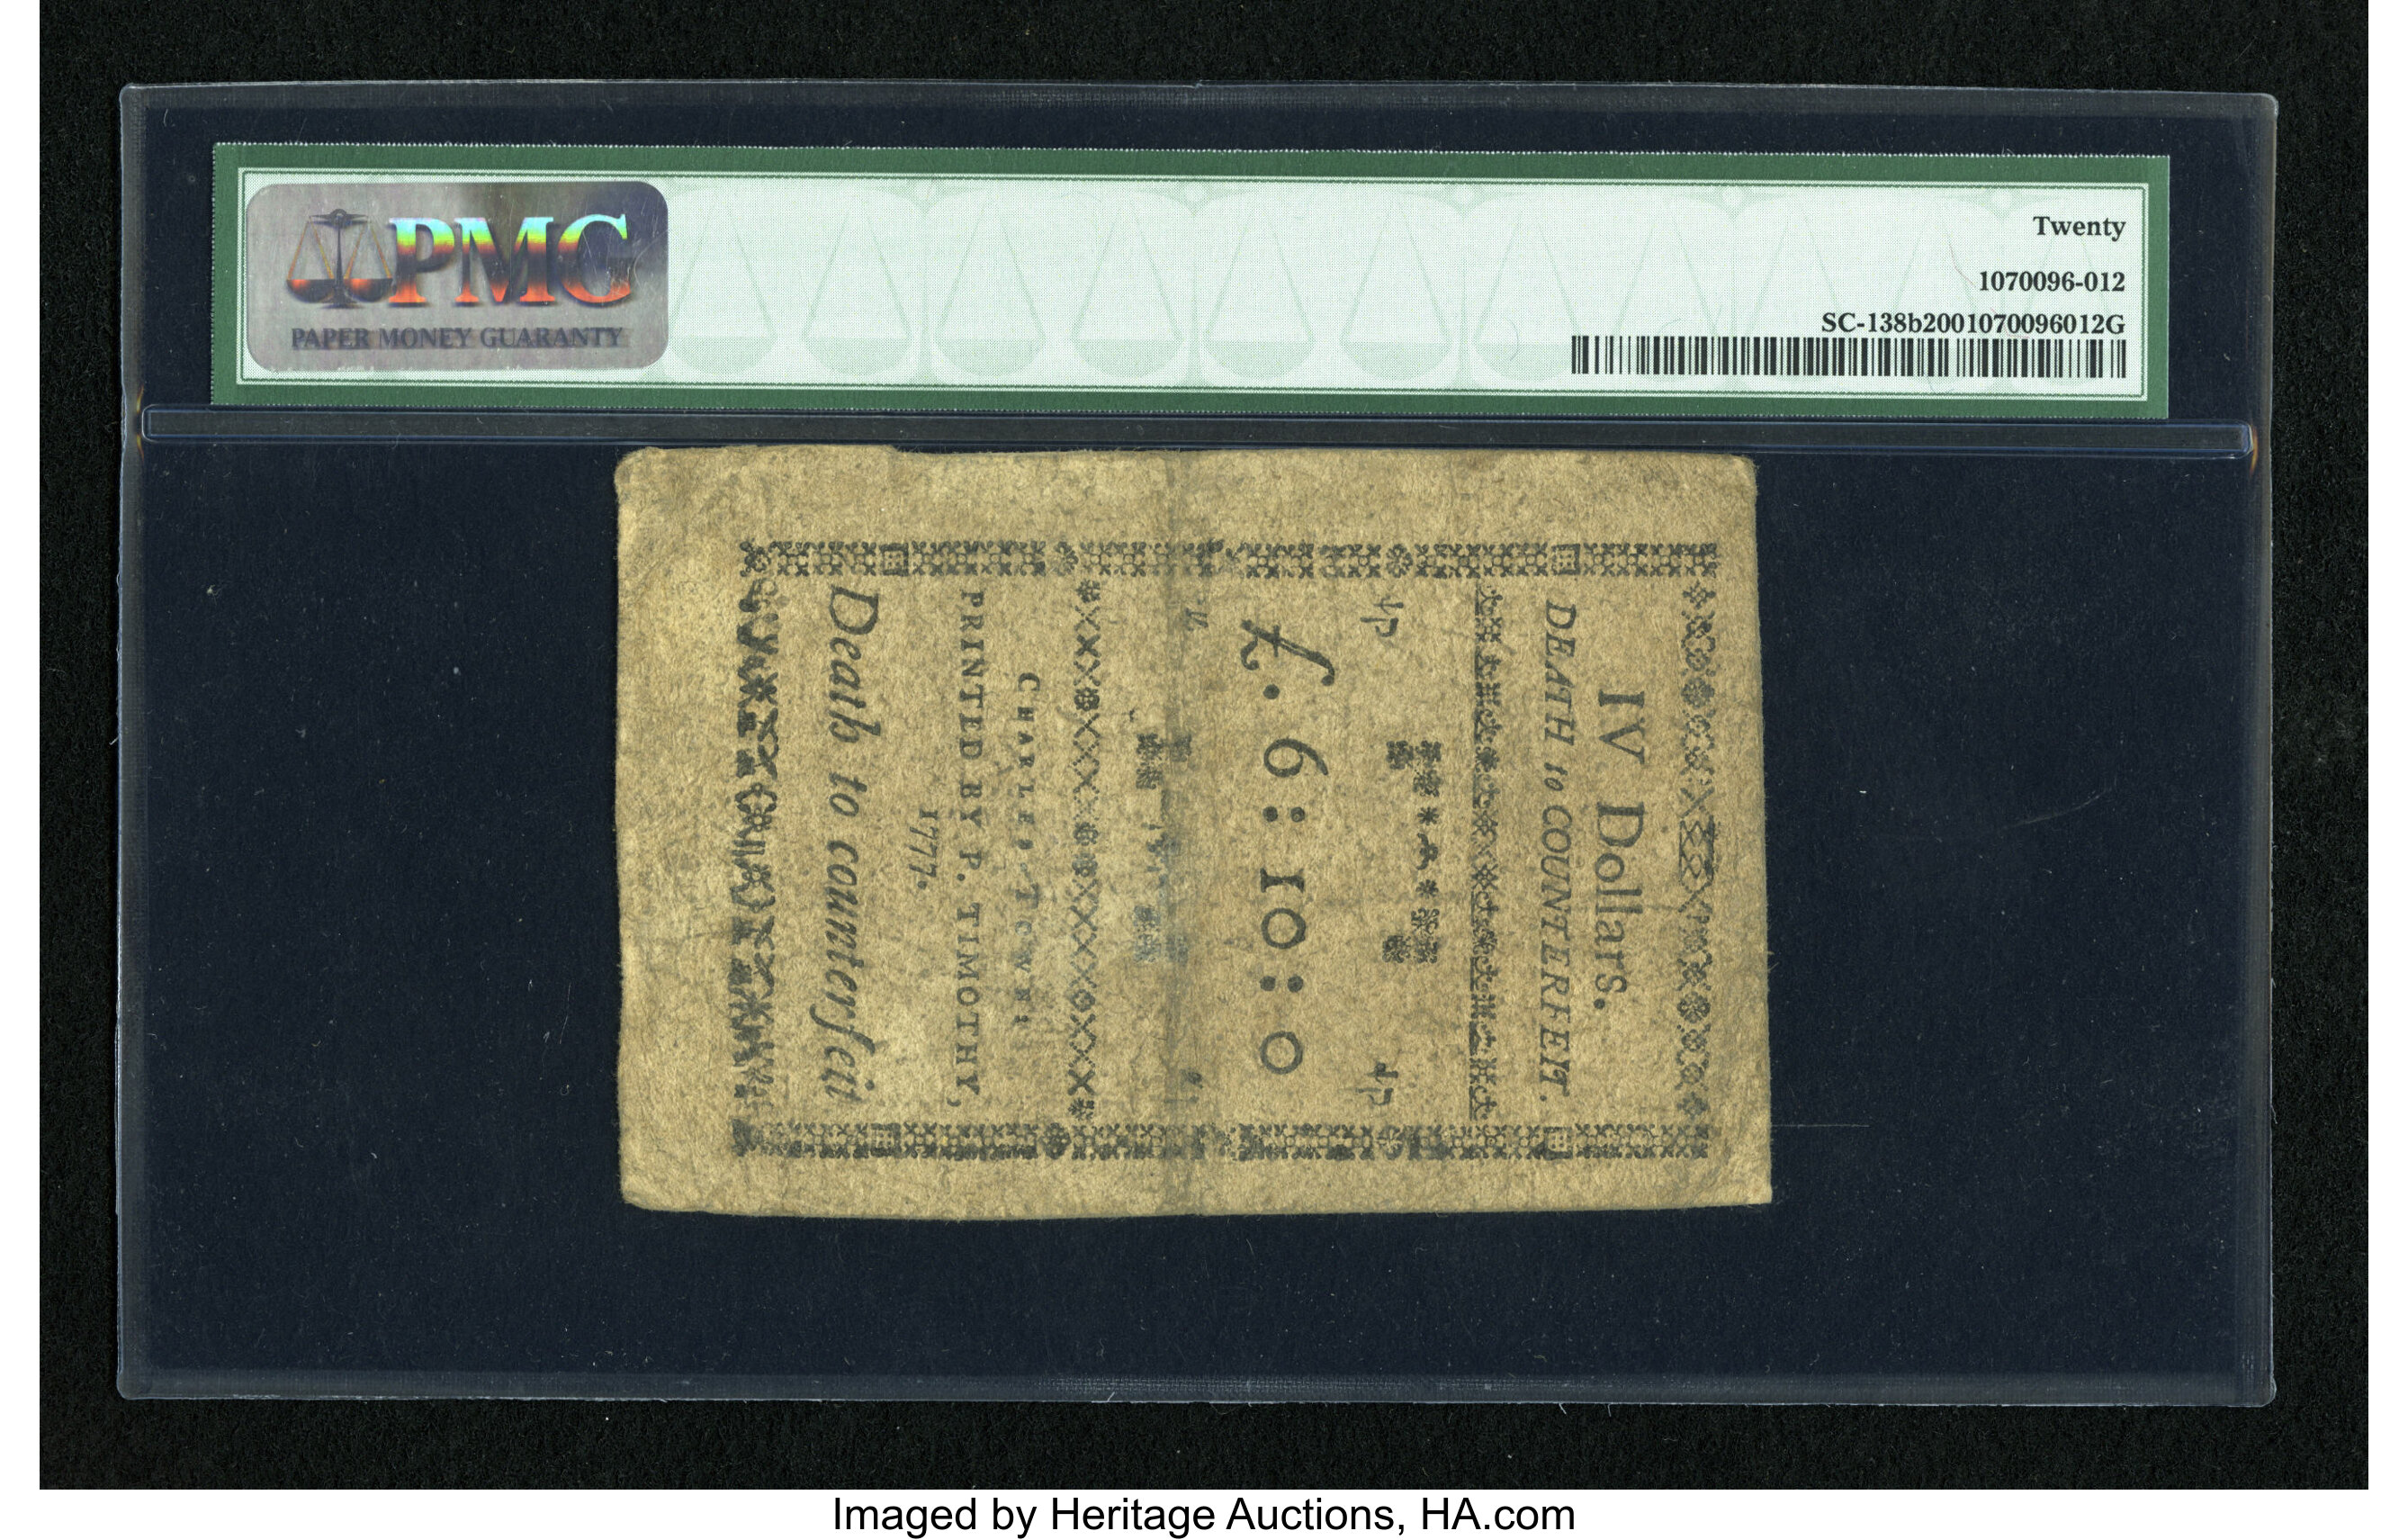 PMG
PAPER MONEY GUARANTY
Twenty
1070096-012
SC-138b2001070096012G
IV Dollars.
DEATH to COUNTERFEIT.
£. 6 : 10 : 0
CHARLES-TOWN:
PRINTED BY P. TIMOTHY,
1777.
Death to counterfeit
Imaged by Heritage Auctions, HA.com